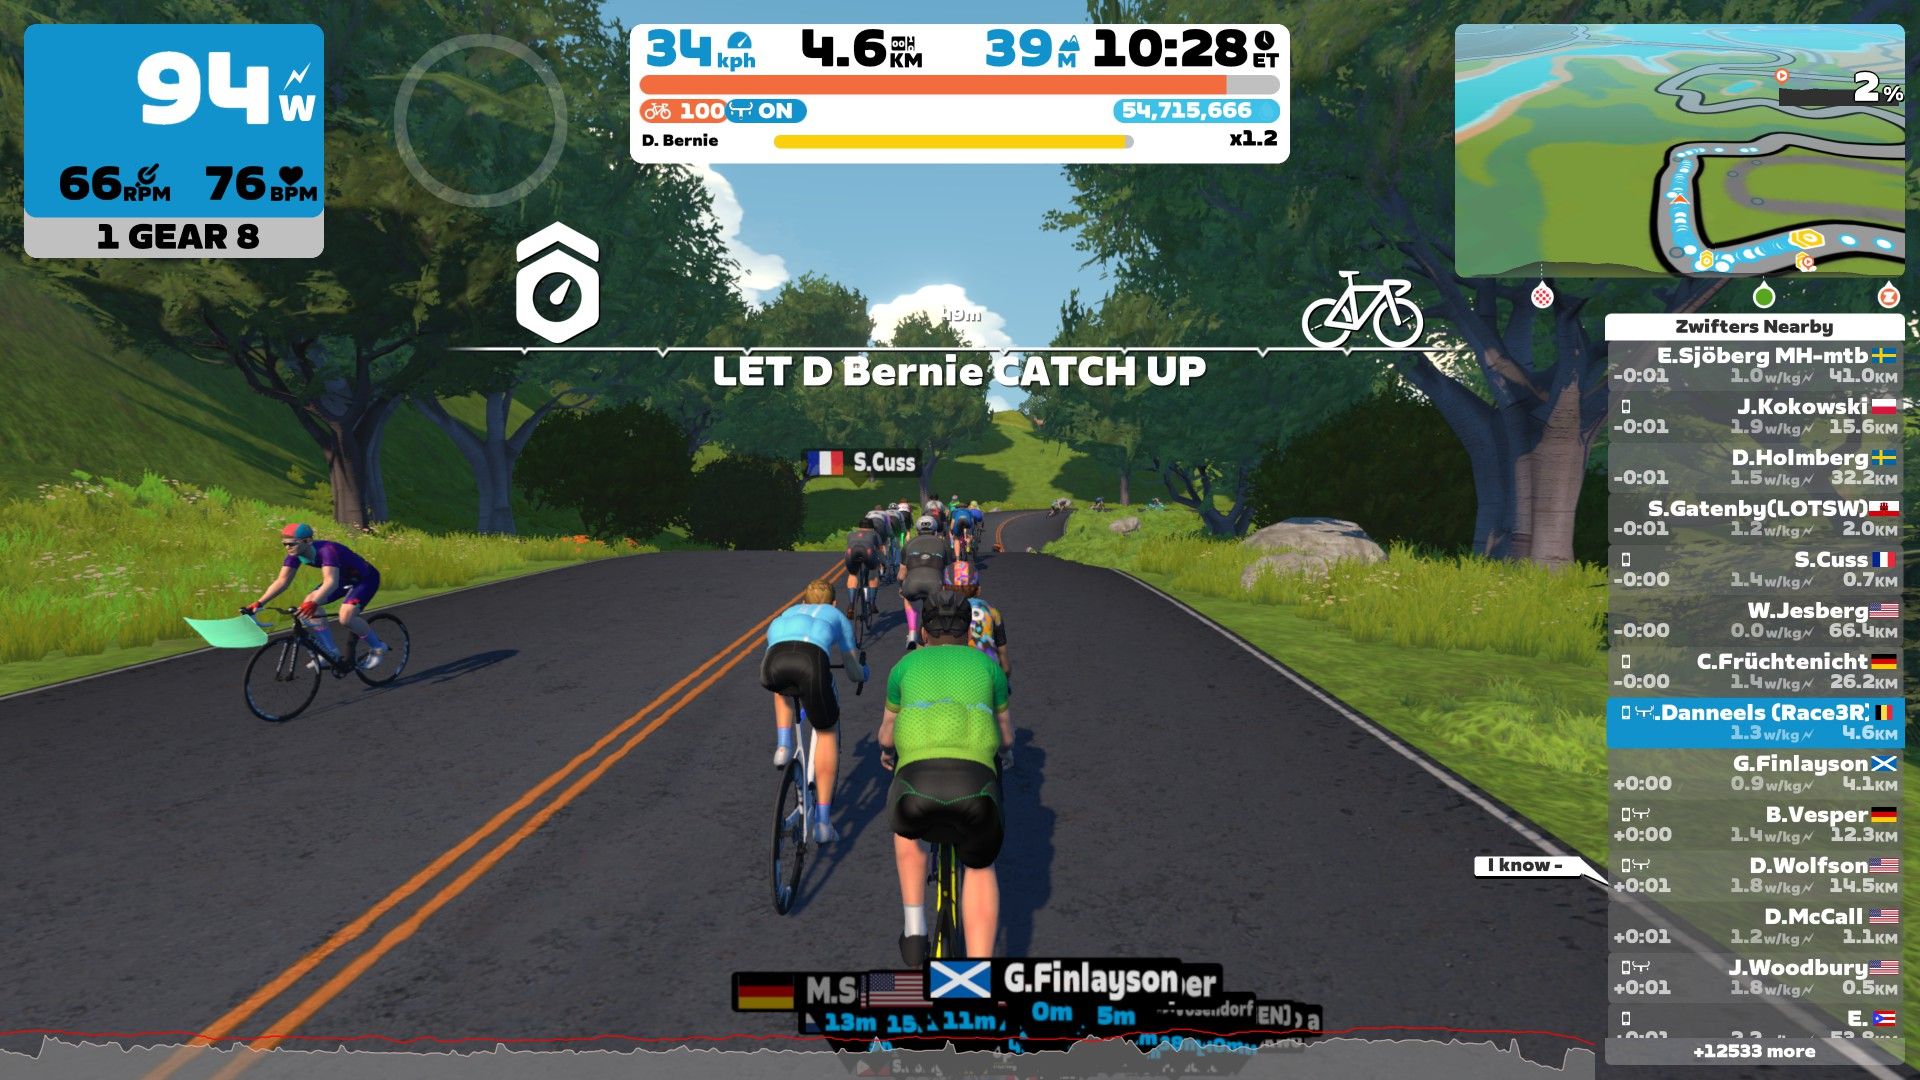 94 W
66 RPM 76 BPM
1 GEAR 8
34 kph 4.6 KM 39 M 10:28 ET
100 ON 54,715,666
D. Bernie x1.2
2%
49m
LET D Bernie CATCH UP
S.Cuss
Zwifters Nearby
E.Sjöberg MH-mtb
-0:01 1.0w/kg 41.0KM
J.Kokowski
-0:01 1.9w/kg 15.6KM
D.Holmberg
-0:01 1.5w/kg 32.2KM
S.Gatenby(LOTSW)
-0:01 1.2w/kg 2.0KM
S.Cuss
-0:00 1.4w/kg 0.7KM
W.Jesberg
-0:00 0.0w/kg 66.4KM
C.Früchtenicht
-0:00 1.4w/kg 26.2KM
.Danneels (Race3R)
1.3w/kg 4.6KM
G.Finlayson
+0:00 0.9w/kg 4.1KM
B.Vesper
+0:00 1.4w/kg 12.3KM
I know -
D.Wolfson
+0:01 1.8w/kg 14.5KM
D.McCall
+0:01 1.2w/kg 1.1KM
J.Woodbury
+0:01 1.8w/kg 0.5KM
E.
+12533 more
M.S G.Finlayson er
13m 15 11m 0m 5m